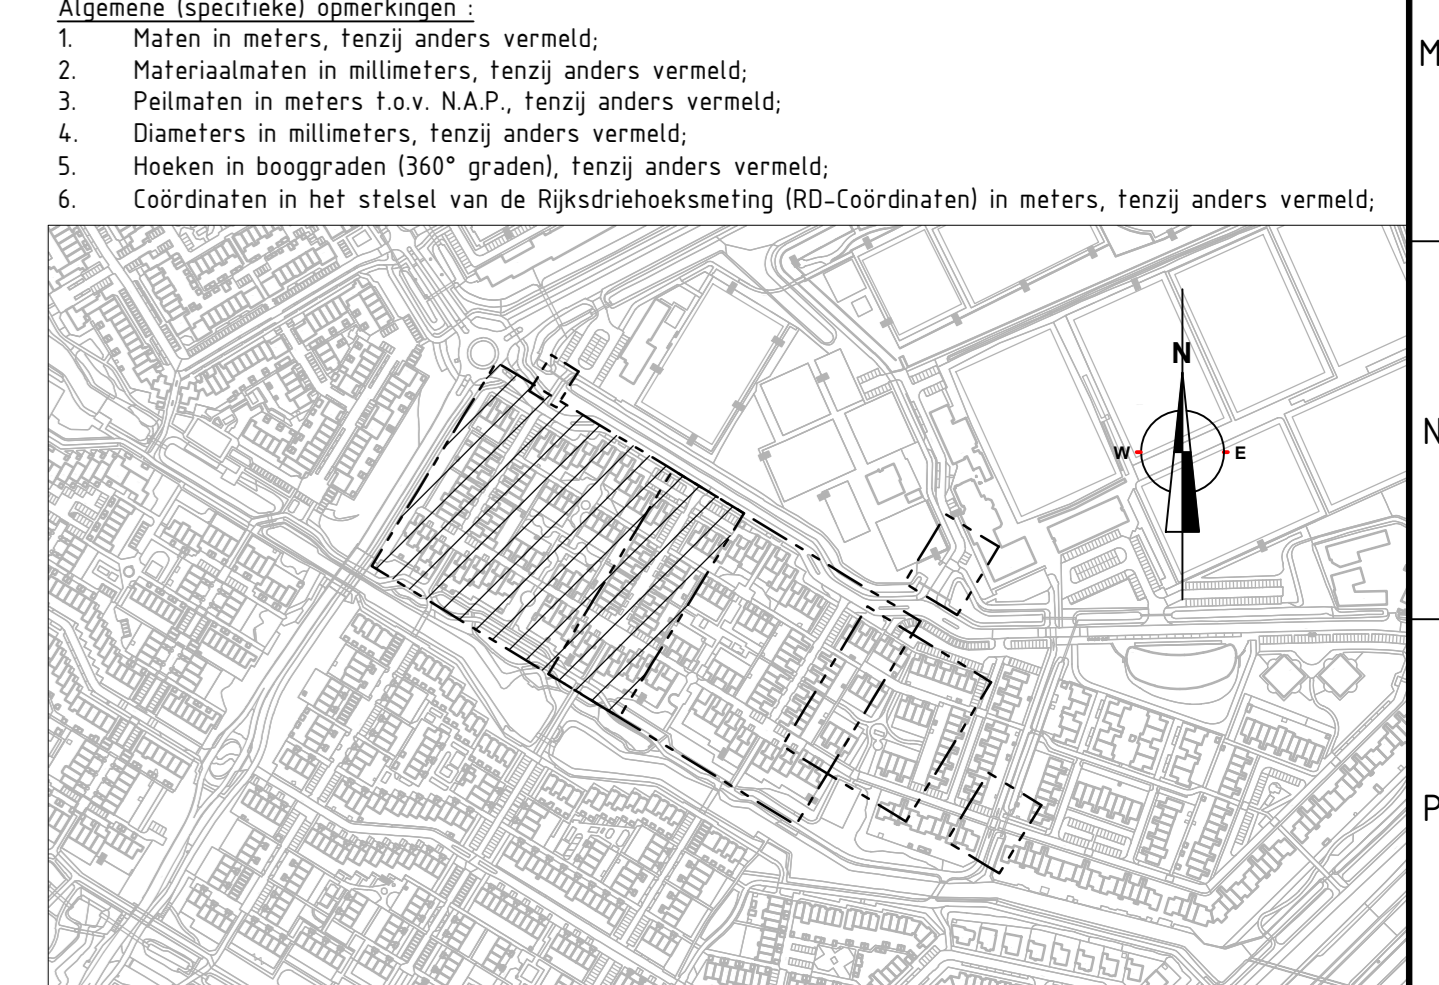 Algemene (specifieke) opmerkingen :
1. Maten in meters, tenzij anders vermeld;
2. Materiaalmaten in millimeters, tenzij anders vermeld;
3. Peilmaten in meters t.o.v. N.A.P., tenzij anders vermeld;
4. Diameters in millimeters, tenzij anders vermeld;
5. Hoeken in booggraden (360° graden), tenzij anders vermeld;
6. Coördinaten in het stelsel van de Rijksdriehoeksmeting (RD-Coördinaten) in meters, tenzij anders vermeld;
M
N
W E
N
P